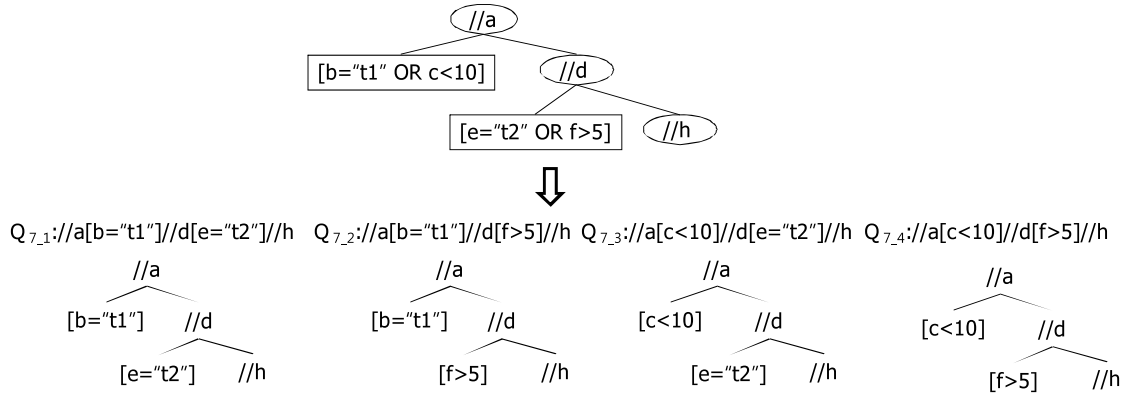 //a
[b="t1" OR c<10]
//d
[e="t2" OR f>5]
//h
Q7_1://a[b="t1"]//d[e="t2"]//h
Q7_2://a[b="t1"]//d[f>5]//h
Q7_3://a[c<10]//d[e="t2"]//h
Q7_4://a[c<10]//d[f>5]//h
//a
[b="t1"]
//d
[e="t2"]
//h
//a
[b="t1"]
//d
[f>5]
//h
//a
[c<10]
//d
[e="t2"]
//h
//a
[c<10]
//d
[f>5]
//h